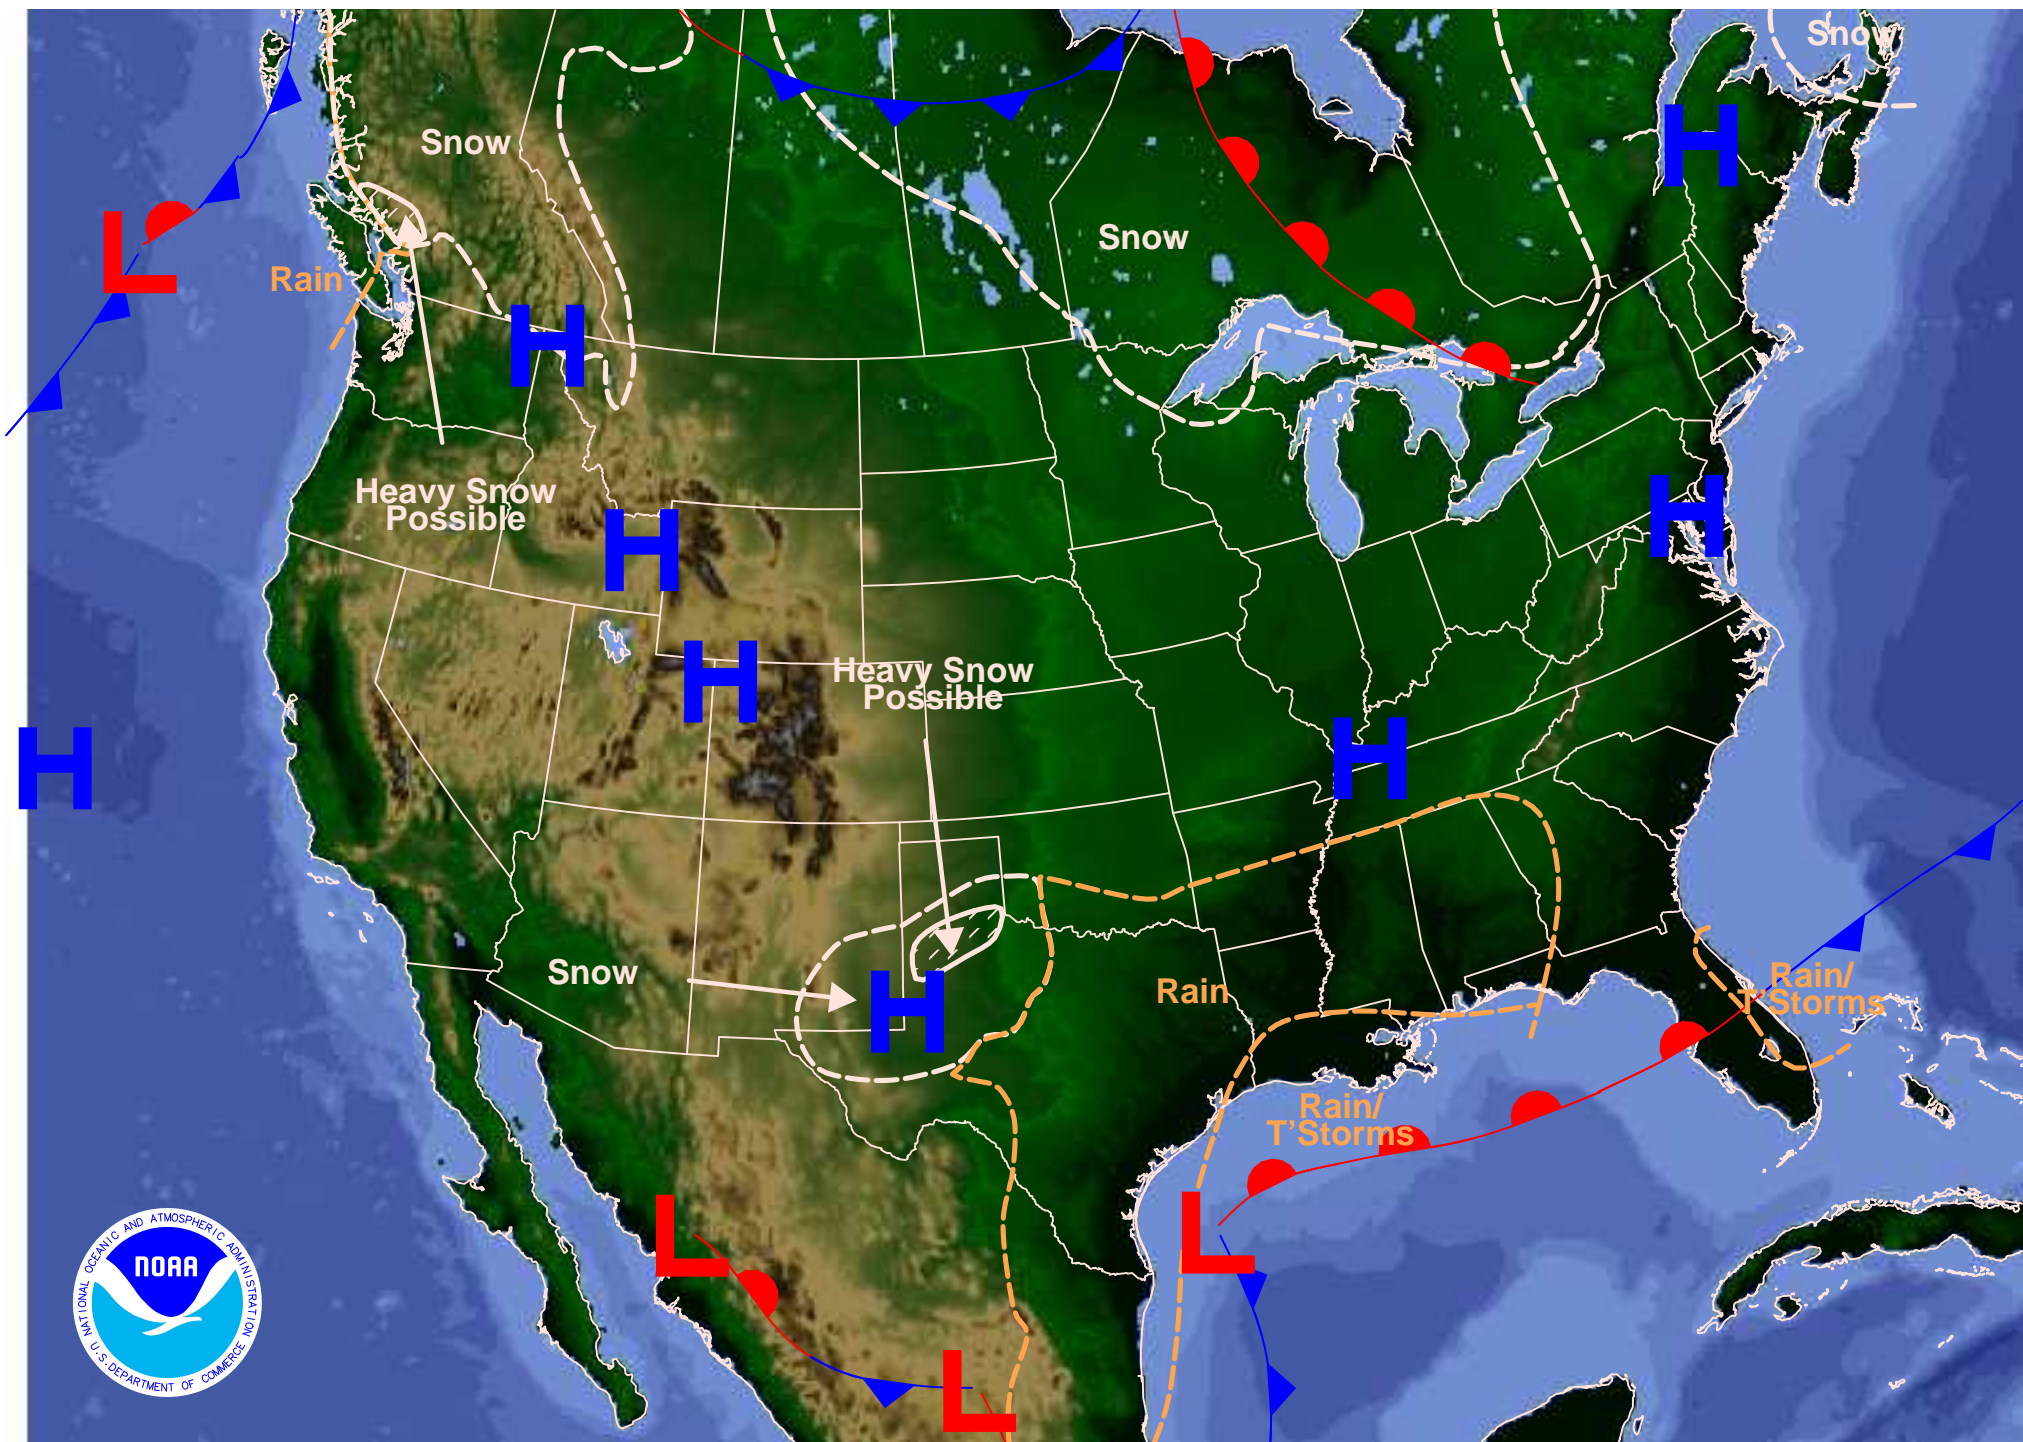 Snow
Snow
Snow
Rain
Heavy Snow
Possible
H
H
L
H
H
H
H
Heavy Snow
Possible
H
H
Snow
H
Rain
Rain/
T'Storms
Rain/
T'Storms
L
L
L
NATIONAL OCEANIC AND ATMOSPHERIC ADMINISTRATION
NOAA
U.S. DEPARTMENT OF COMMERCE